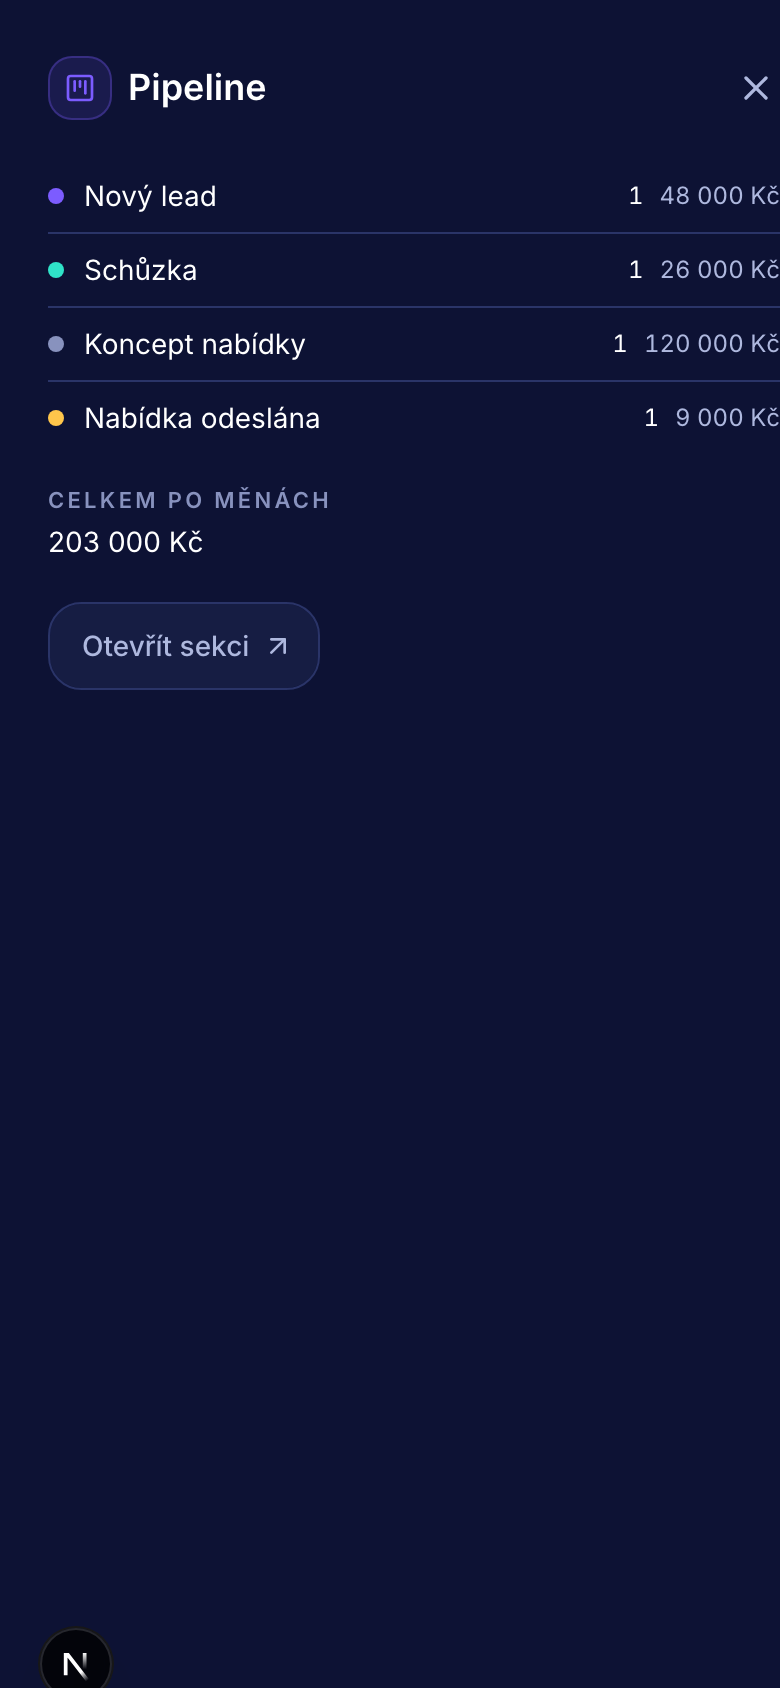 Pipeline
Nový lead 1 48 000 Kč
Schůzka 1 26 000 Kč
Koncept nabídky 1 120 000 Kč
Nabídka odeslána 1 9 000 Kč
CELKEM PO MĚNÁCH
203 000 Kč
Otevřít sekci
N